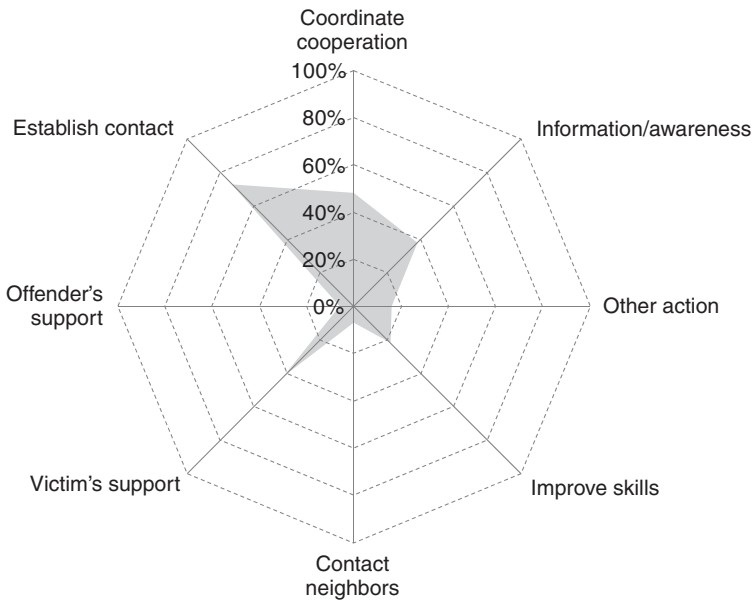 Coordinate
cooperation
100%
80%
60%
40%
20%
0%
Establish contact
Information/awareness
Offender's
support
Other action
Victim's support
Improve skills
Contact
neighbors